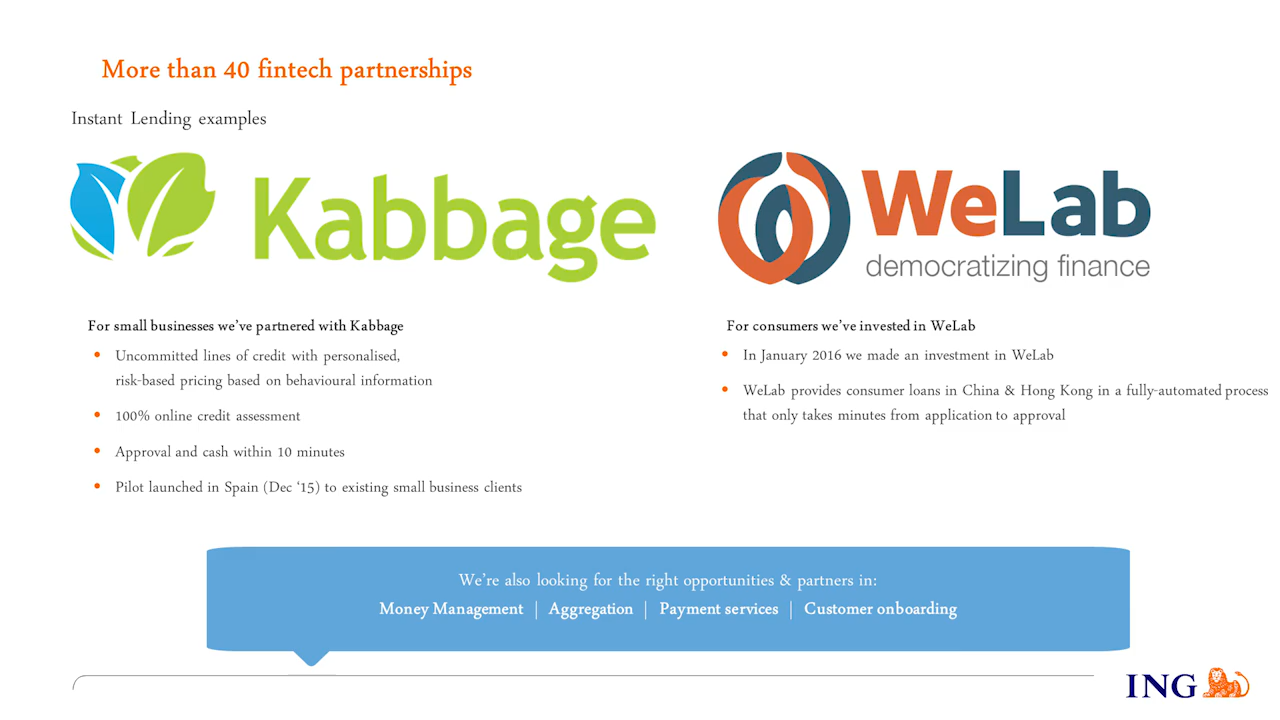 More than 40 fintech partnerships
Instant Lending examples
Kabbage
For small businesses we've partnered with Kabbage
• Uncommitted lines of credit with personalised,
risk-based pricing based on behavioural information
• 100% online credit assessment
• Approval and cash within 10 minutes
• Pilot launched in Spain (Dec ‘15) to existing small business clients
WeLab
democratizing finance
For consumers we've invested in WeLab
• In January 2016 we made an investment in WeLab
• WeLab provides consumer loans in China & Hong Kong in a fully-automated process
that only takes minutes from application to approval
We're also looking for the right opportunities & partners in:
Money Management | Aggregation | Payment services | Customer onboarding
ING